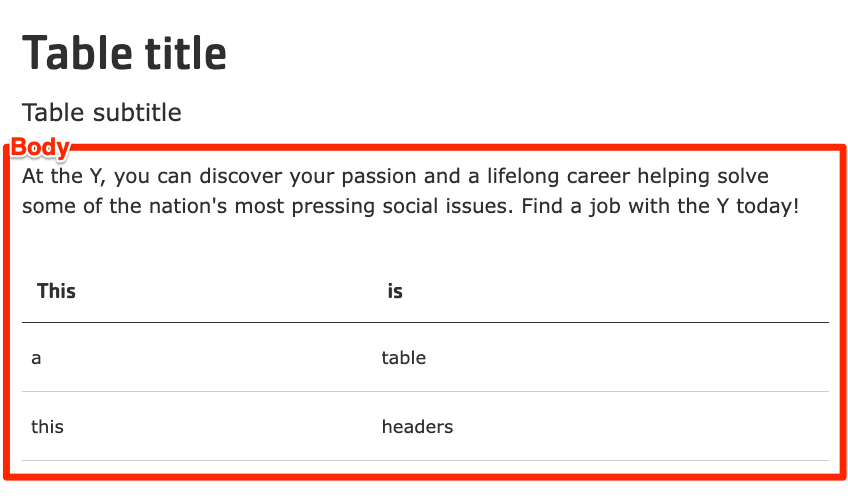 Table title
Table subtitle
Body
At the Y, you can discover your passion and a lifelong career helping solve
some of the nation's most pressing social issues. Find a job with the Y today!
This is
a table
this headers